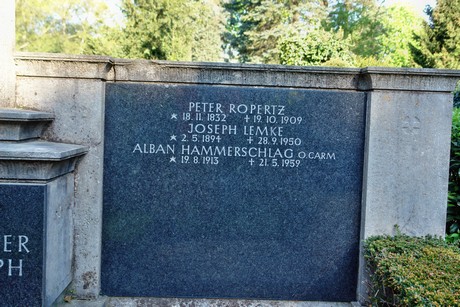 PETER ROPERTZ
* 18.11.1832 + 19.10.1909
JOSEPH LEMKE
* 2.5.1894 + 28.9.1950
ALBAN HAMMERSCHLAG O.CARM
* 19.8.1913 + 21.5.1959
ER
PH